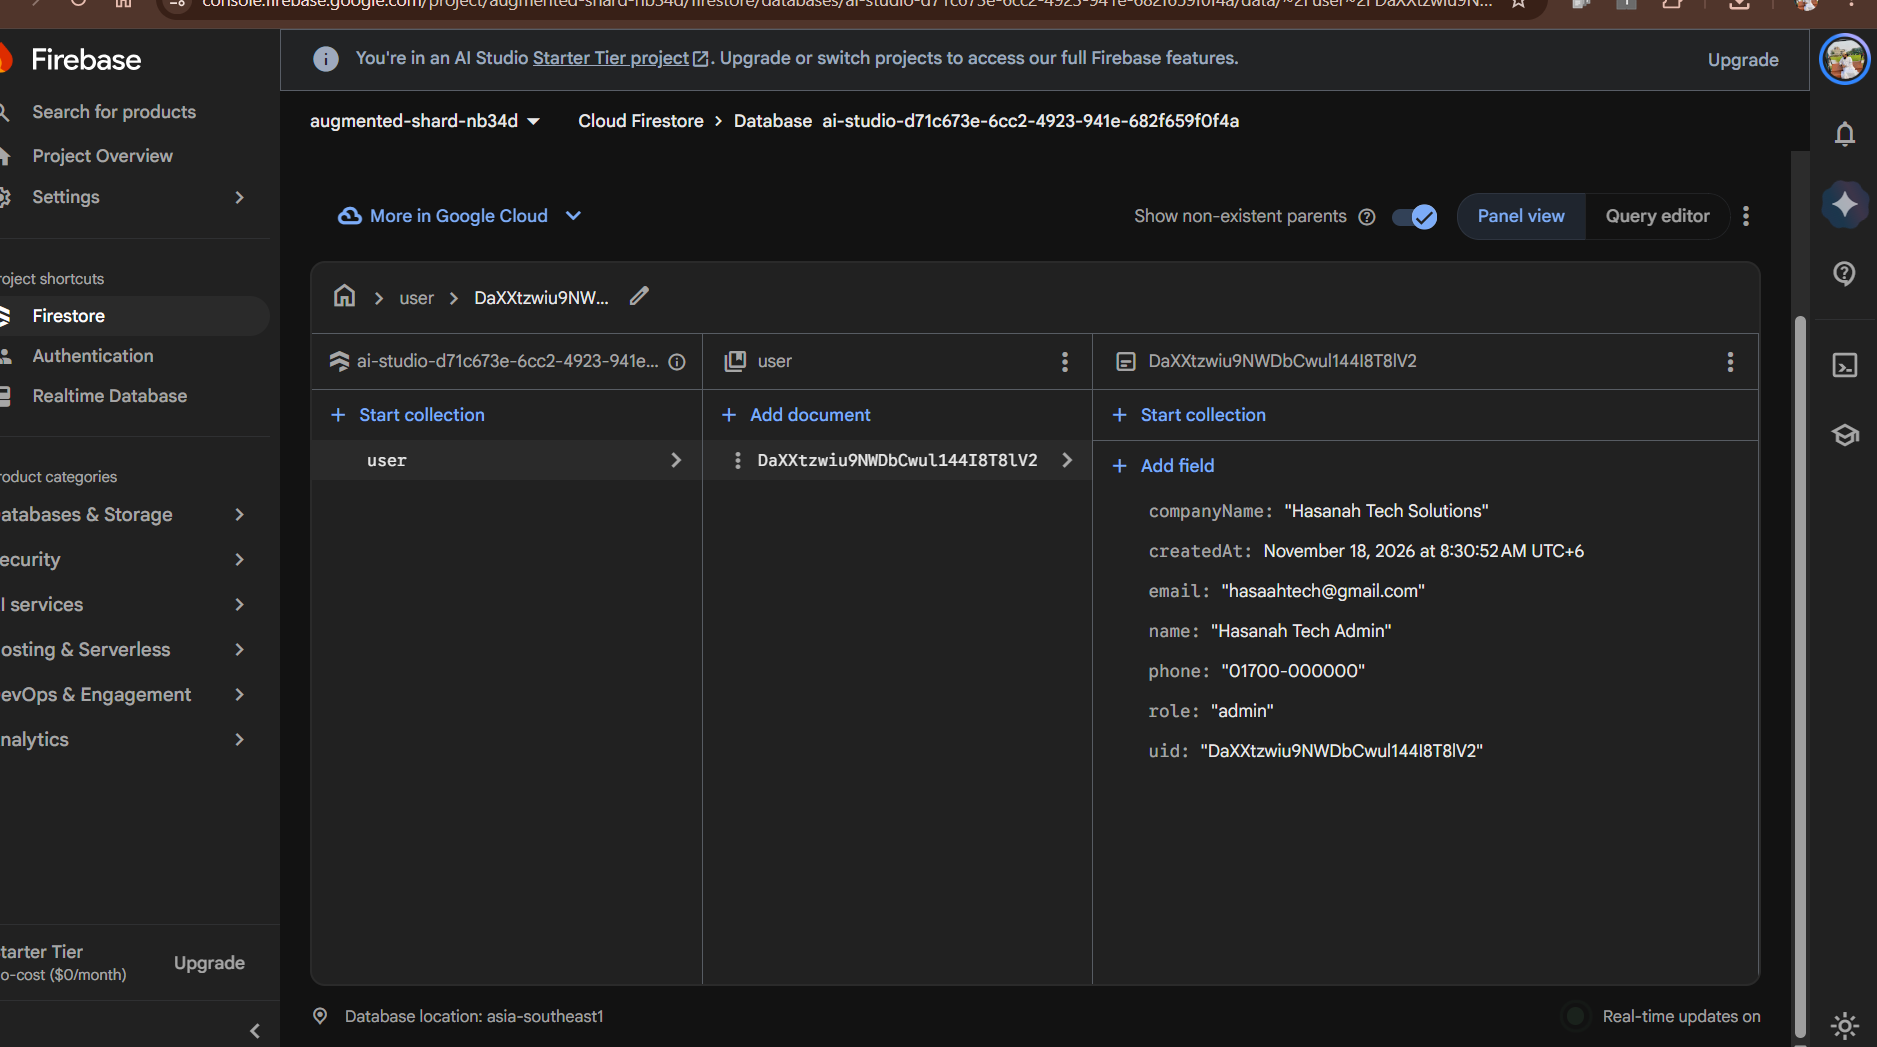 Firebase
Search for products
Project Overview
Settings
roject shortcuts
Firestore
Authentication
Realtime Database
roduct categories
atabases & Storage
ecurity
I services
osting & Serverless
evOps & Engagement
nalytics
tarter Tier
o-cost ($0/month)
Upgrade
You're in an AI Studio Starter Tier project. Upgrade or switch projects to access our full Firebase features.
Upgrade
augmented-shard-nb34d
Cloud Firestore > Database ai-studio-d71c673e-6cc2-4923-941e-682f659f0f4a
More in Google Cloud
Show non-existent parents
Panel view
Query editor
user > DaXXtzwiu9NW...
ai-studio-d71c673e-6cc2-4923-941e...
Start collection
user
user
Add document
DaXXtzwiu9NWDbCwul144I8T8lV2
DaXXtzwiu9NWDbCwul144I8T8lV2
Start collection
Add field
companyName: "Hasanah Tech Solutions"
createdAt: November 18, 2026 at 8:30:52 AM UTC+6
email: "hasaahtech@gmail.com"
name: "Hasanah Tech Admin"
phone: "01700-000000"
role: "admin"
uid: "DaXXtzwiu9NWDbCwul144I8T8lV2"
Database location: asia-southeast1
Real-time updates on